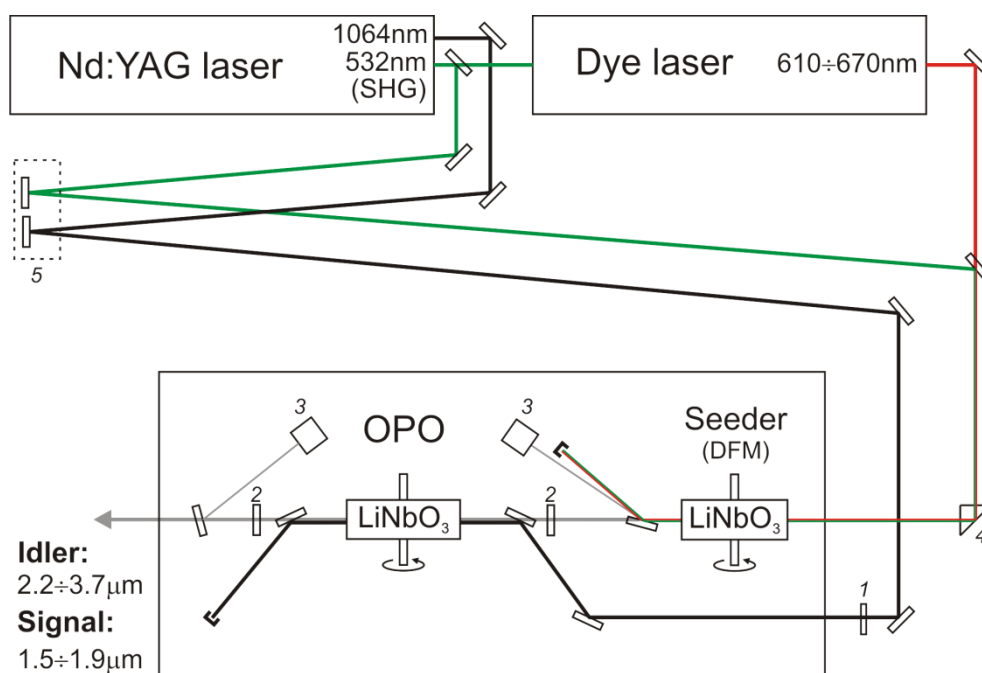 1064nm
Nd:YAG laser
532nm
(SHG)
Dye laser
610÷670nm
5
3
OPO
3
Seeder
(DFM)
2
2
LiNbO3
LiNbO3
4
Idler:
2.2÷3.7μm
1
Signal:
1.5÷1.9μm